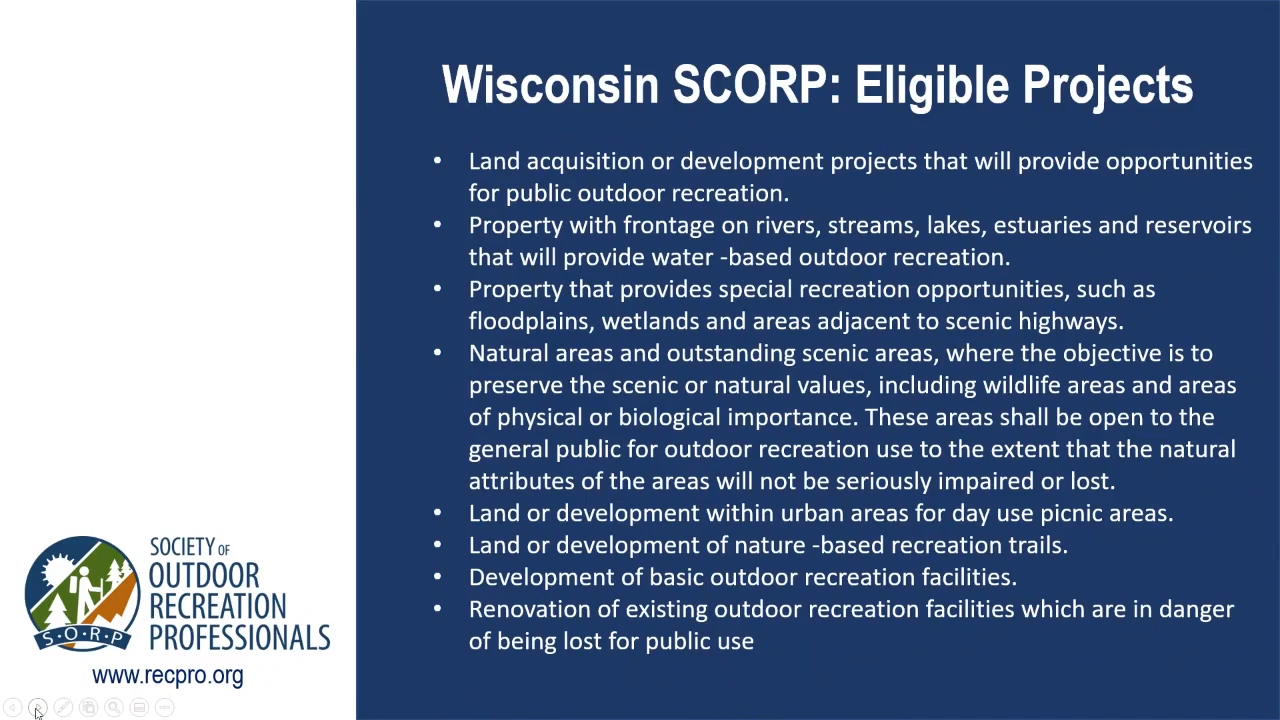 Wisconsin SCORP: Eligible Projects
• Land acquisition or development projects that will provide opportunities
for public outdoor recreation.
• Property with frontage on rivers, streams, lakes, estuaries and reservoirs
that will provide water -based outdoor recreation.
• Property that provides special recreation opportunities, such as
floodplains, wetlands and areas adjacent to scenic highways.
• Natural areas and outstanding scenic areas, where the objective is to
preserve the scenic or natural values, including wildlife areas and areas
of physical or biological importance. These areas shall be open to the
general public for outdoor recreation use to the extent that the natural
attributes of the areas will not be seriously impaired or lost.
• Land or development within urban areas for day use picnic areas.
• Land or development of nature -based recreation trails.
• Development of basic outdoor recreation facilities.
• Renovation of existing outdoor recreation facilities which are in danger
of being lost for public use
S·O·R·P
SOCIETY OF
OUTDOOR
RECREATION
PROFESSIONALS
www.recpro.org